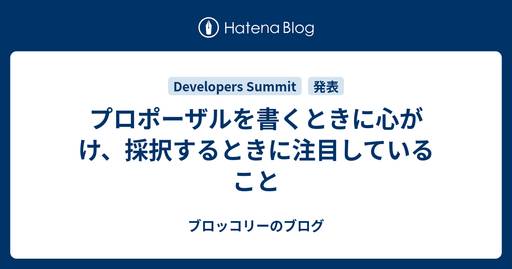 Hatena Blog
Developers Summit 発表
プロポーザルを書くときに心が
け、採択するときに注目している
こと
ブロッコリーのブログ